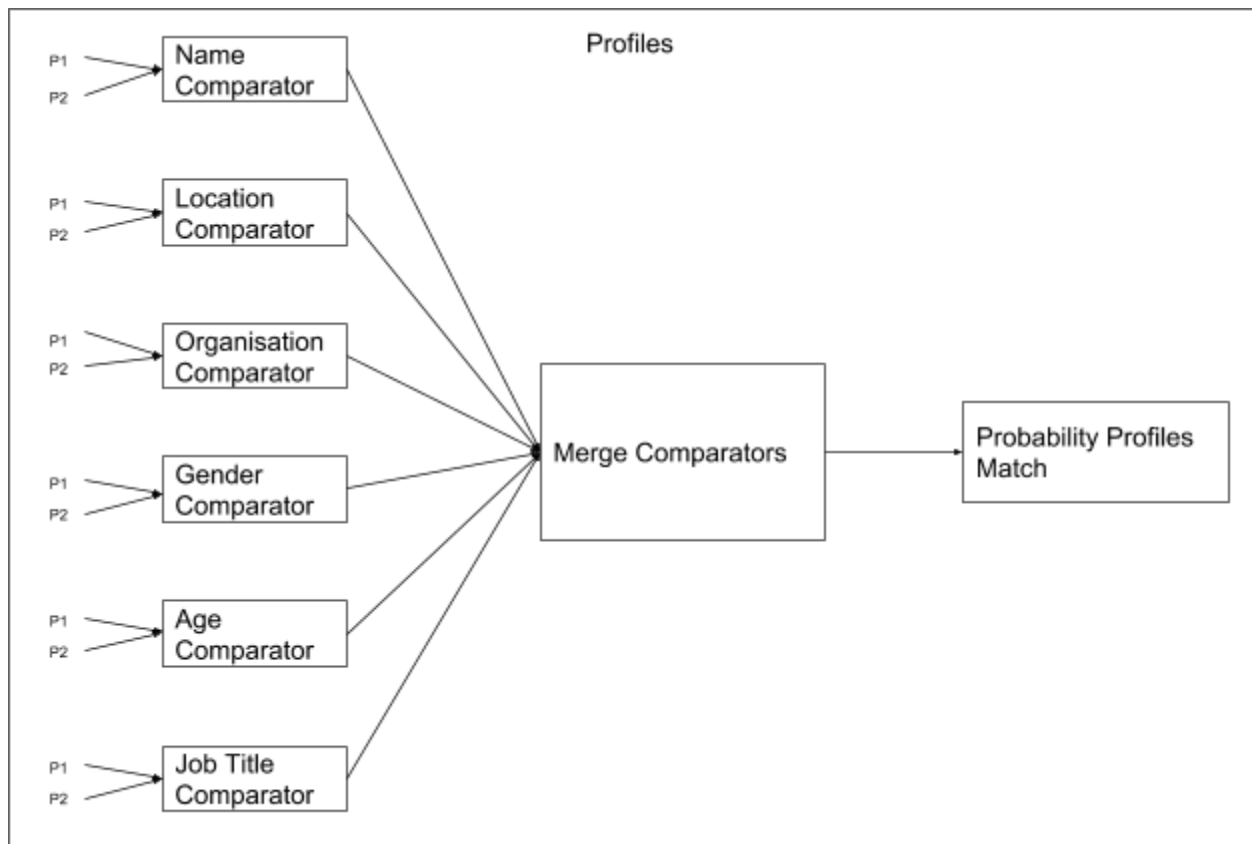 Profiles
P1
P2
Name
Comparator
P1
P2
Location
Comparator
P1
P2
Organisation
Comparator
P1
P2
Gender
Comparator
P1
P2
Age
Comparator
P1
P2
Job Title
Comparator
Merge Comparators
Probability Profiles
Match